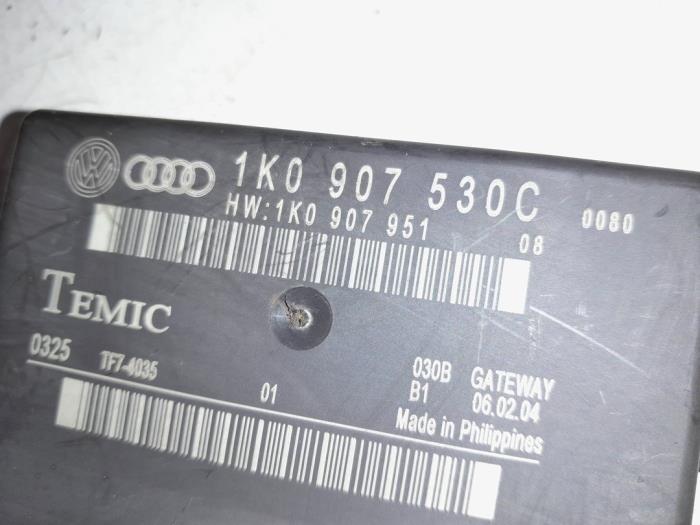 1K0 907 530C 0080
HW:1K0 907 951 08
TEMIC
0325 TF7-4035 030B GATEWAY
01 B1 06.02.04
Made in Philippines